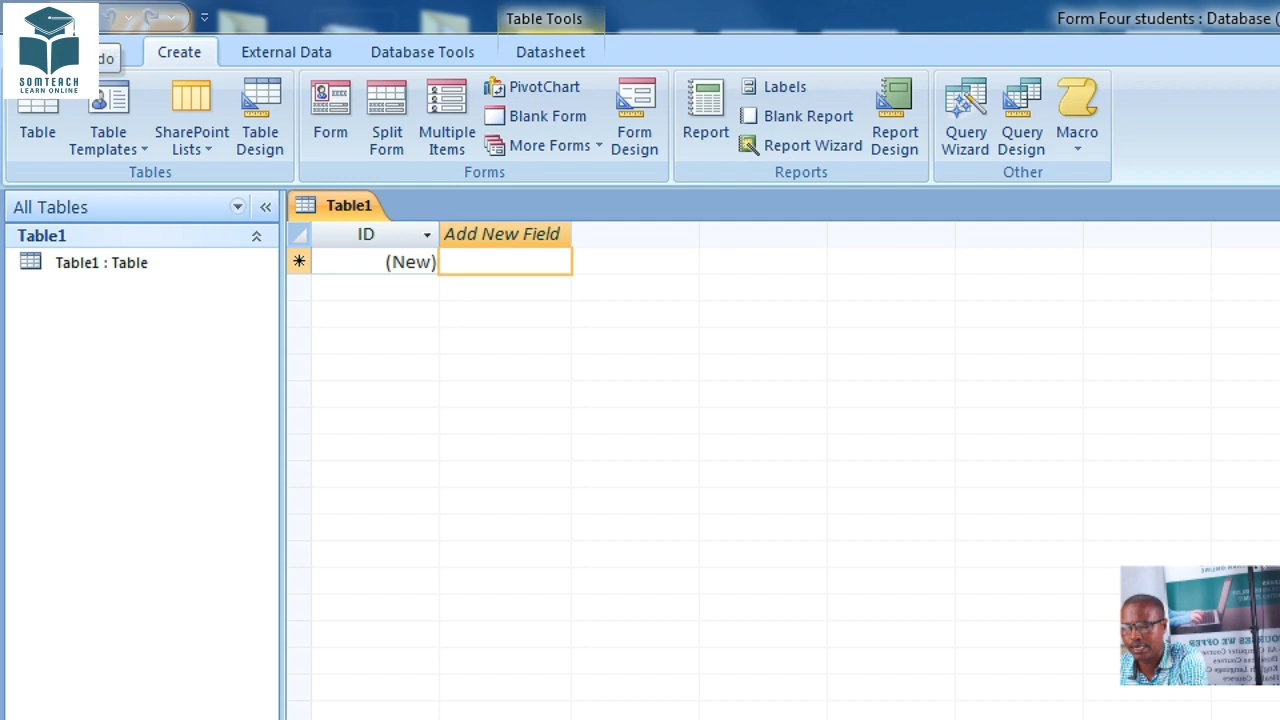 Table Tools
Form Four students : Database (
SOMTEACH
LEARN ONLINE
do
Create
External Data
Database Tools
Datasheet
Table
Table
Templates
SharePoint
Lists
Table
Design
Tables
Form
Split
Form
Multiple
Items
PivotChart
Blank Form
More Forms
Form
Design
Forms
Report
Labels
Blank Report
Report Wizard
Report
Design
Reports
Query
Wizard
Query
Design
Macro
Other
All Tables
Table1
Table1 : Table
Table1
ID
Add New Field
(New)